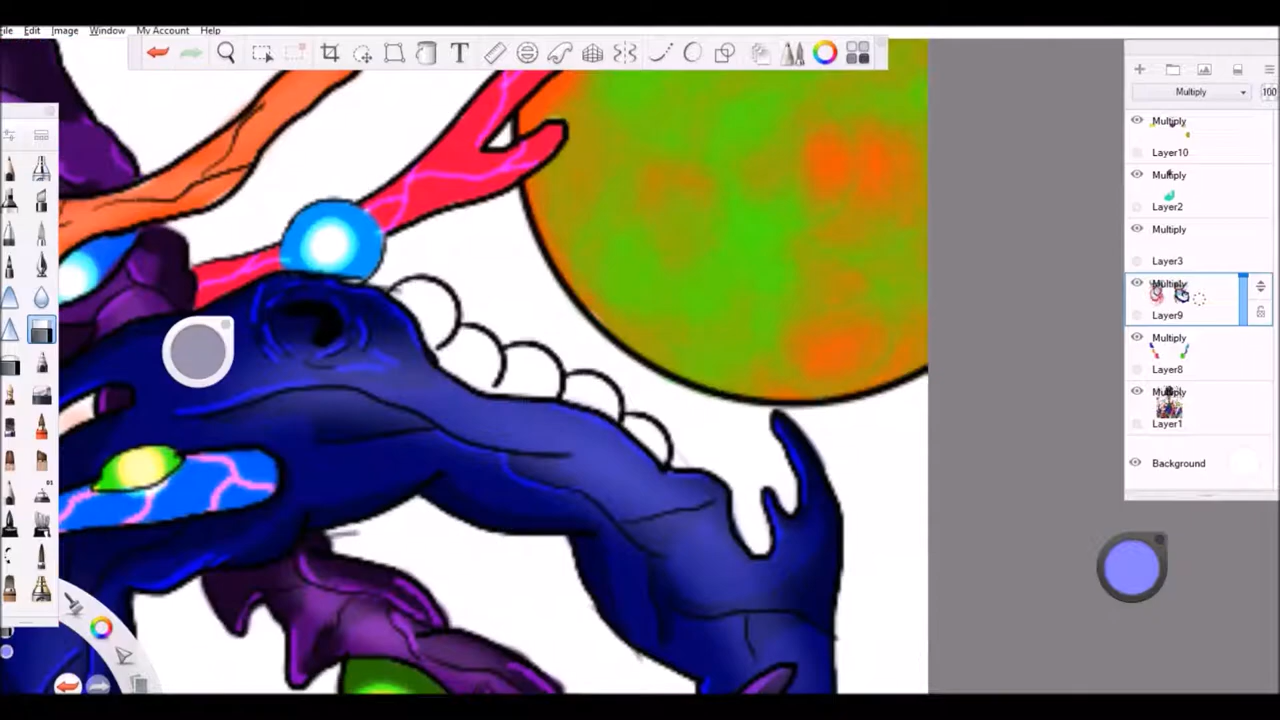 File Edit Image Window My Account Help
T
Multiply 100
Multiply
Layer10
Multiply
Layer2
Multiply
Layer3
Multiply
Layer9
Multiply
Layer8
Multiply
Layer1
Background